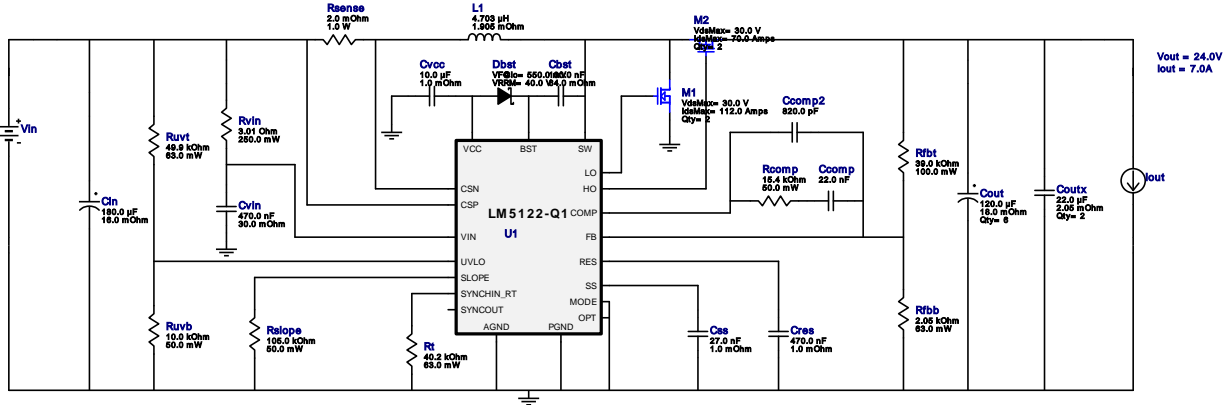 Rsense
2.0 mOhm
1.0 W
L1
4.703 µH
1.905 mOhm
M2
VdsMax= 30.0 V
IdsMax= 70.0 Amps
Qty= 2
Vout = 24.0V
Iout = 7.0A
Cvcc
10.0 µF
1.0 mOhm
Dbst
VRRM= 40.0 V
Cbst
M1
VdsMax= 30.0 V
IdsMax= 112.0 Amps
Qty= 2
Ccomp2
820.0 pF
Vin
Ruvt
49.9 kOhm
63.0 mW
Rvin
3.01 Ohm
250.0 mW
VCC
BST
SW
LO
HO
COMP
FB
RES
SS
MODE
OPT
CSN
CSP
VIN
UVLO
SLOPE
SYNCHIN_RT
SYNCOUT
AGND
PGND
LM5122-Q1
U1
Rcomp
15.4 kOhm
50.0 mW
Ccomp
22.0 nF
Rfbt
39.0 kOhm
100.0 mW
Cin
180.0 µF
16.0 mOhm
Cvin
470.0 nF
30.0 mOhm
Cout
120.0 µF
16.0 mOhm
Qty= 6
Coutx
22.0 µF
2.05 mOhm
Qty= 2
Iout
Ruvb
10.0 kOhm
50.0 mW
Rslope
105.0 kOhm
50.0 mW
Rt
40.2 kOhm
63.0 mW
Css
27.0 nF
1.0 mOhm
Cres
470.0 nF
1.0 mOhm
Rfbb
2.05 kOhm
63.0 mW